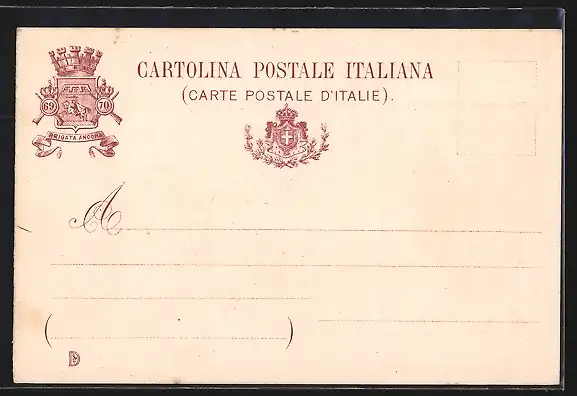 CARTOLINA POSTALE ITALIANA
(CARTE POSTALE D'ITALIE).
69 70
BRIGATA ANCONA
A
( )